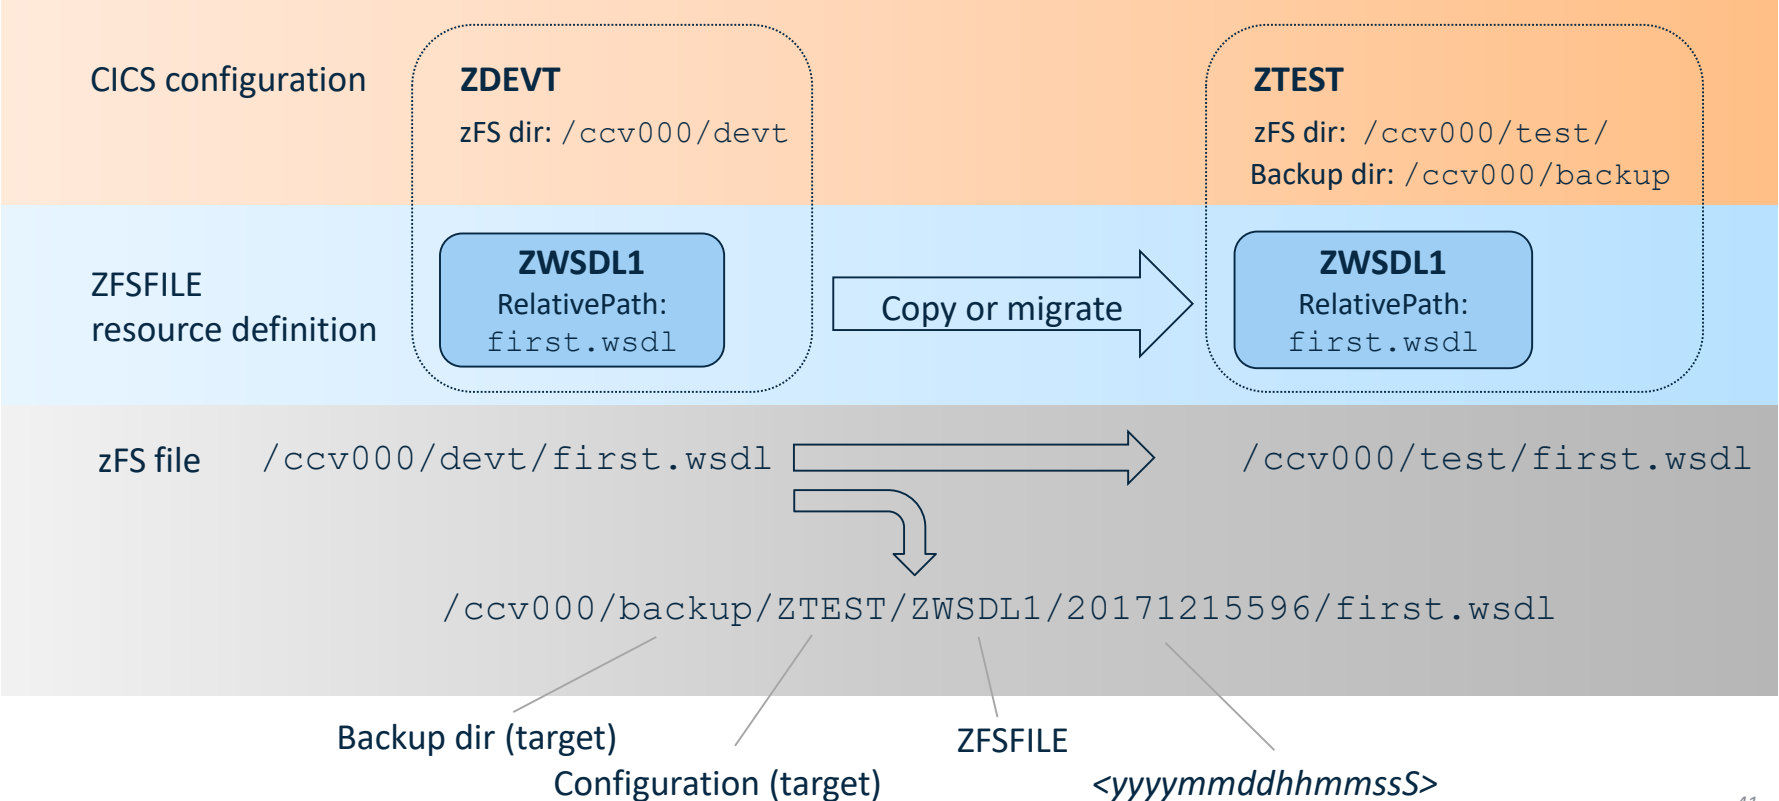 CICS configuration
ZDEVT
zFS dir: /ccv000/devt
ZTEST
zFS dir: /ccv000/test/
Backup dir: /ccv000/backup
ZFSFILE
resource definition
ZWSDL1
RelativePath:
first.wsdl
Copy or migrate
ZWSDL1
RelativePath:
first.wsdl
zFS file
/ccv000/devt/first.wsdl
/ccv000/test/first.wsdl
/ccv000/backup/ZTEST/ZWSDL1/20171215596/first.wsdl
Backup dir (target)
Configuration (target)
ZFSFILE
<yyyymmddhhmmssS>
41